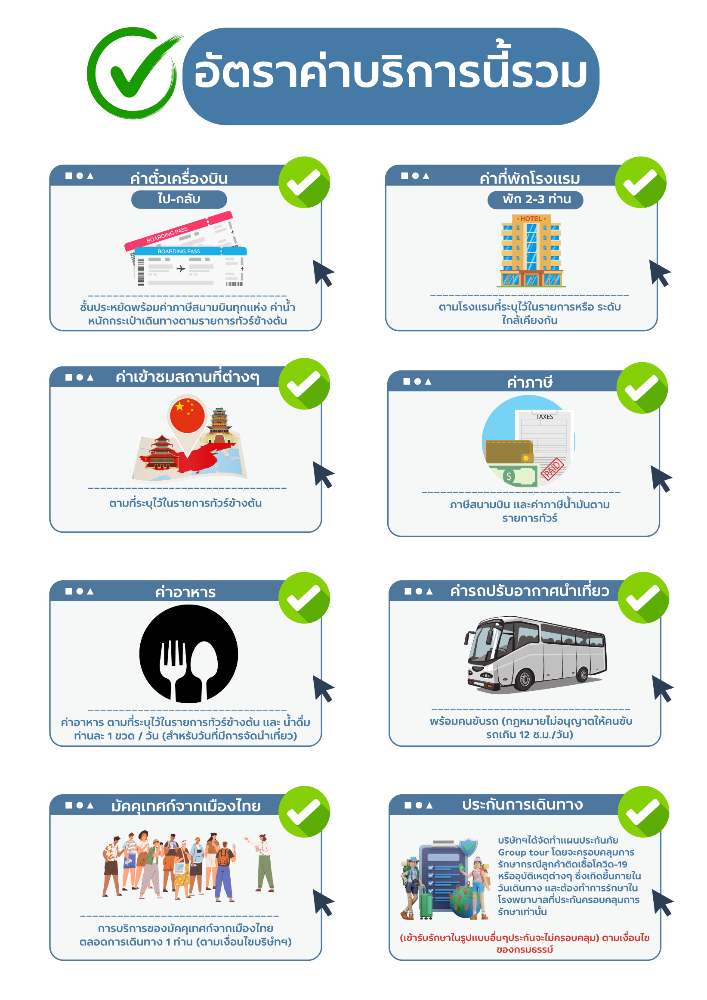 อัตราค่าบริการนี้รวม
ค่าตั๋วเครื่องบิน
ไป-กลับ
BOARDING PASS
BOARDING PASS
ชั้นประหยัดพร้อมค่าภาษีสนามบินทุกแห่ง ค่าน้ำ
หนักกระเป๋าเดินทางตามรายการทัวร์ข้างต้น
ค่าที่พักโรงแรม
พัก 2-3 ท่าน
HOTEL
ตามโรงแรมที่ระบุไว้ในรายการหรือ ระดับ
ใกล้เคียงกัน
ค่าเข้าชมสถานที่ต่างๆ
ตามที่ระบุไว้ในรายการทัวร์ข้างต้น
ค่าภาษี
TAXES
$
PAID
ภาษีสนามบิน และค่าภาษีน้ำมันตาม
รายการทัวร์
ค่าอาหาร
ค่าอาหาร ตามที่ระบุไว้ในรายการทัวร์ข้างต้น และ น้ำดื่ม
ท่านละ 1 ขวด / วัน (สำหรับวันที่มีการจัดนำเที่ยว)
ค่ารถปรับอากาศนำเที่ยว
พร้อมคนขับรถ (กฎหมายไม่อนุญาตให้คนขับ
รถเกิน 12 ช.ม./วัน)
มัคคุเทศก์จากเมืองไทย
การบริการของมัคคุเทศก์จากเมืองไทย
ตลอดการเดินทาง 1 ท่าน (ตามเงื่อนไขบริษํทฯ)
ประกันการเดินทาง
บริษัทฯได้จัดทำแผนประกันภัย
Group tour โดยจะครอบคลุมการ
รักษากรณีลูกค้าติดเชื้อโควิด-19
หรืออุบัติเหตุต่างๆ ซึ่งเกิดขึ้นภายใน
วันเดินทาง และต้องทำการรักษาใน
โรงพยาบาลที่ประกันครอบคลุมการ
รักษาเท่านั้น
(เข้ารับรักษาในรูปแบบอื่นๆประกันจะไม่ครอบคลุม) ตามเงื่อนไข
ของกรมธรรม์